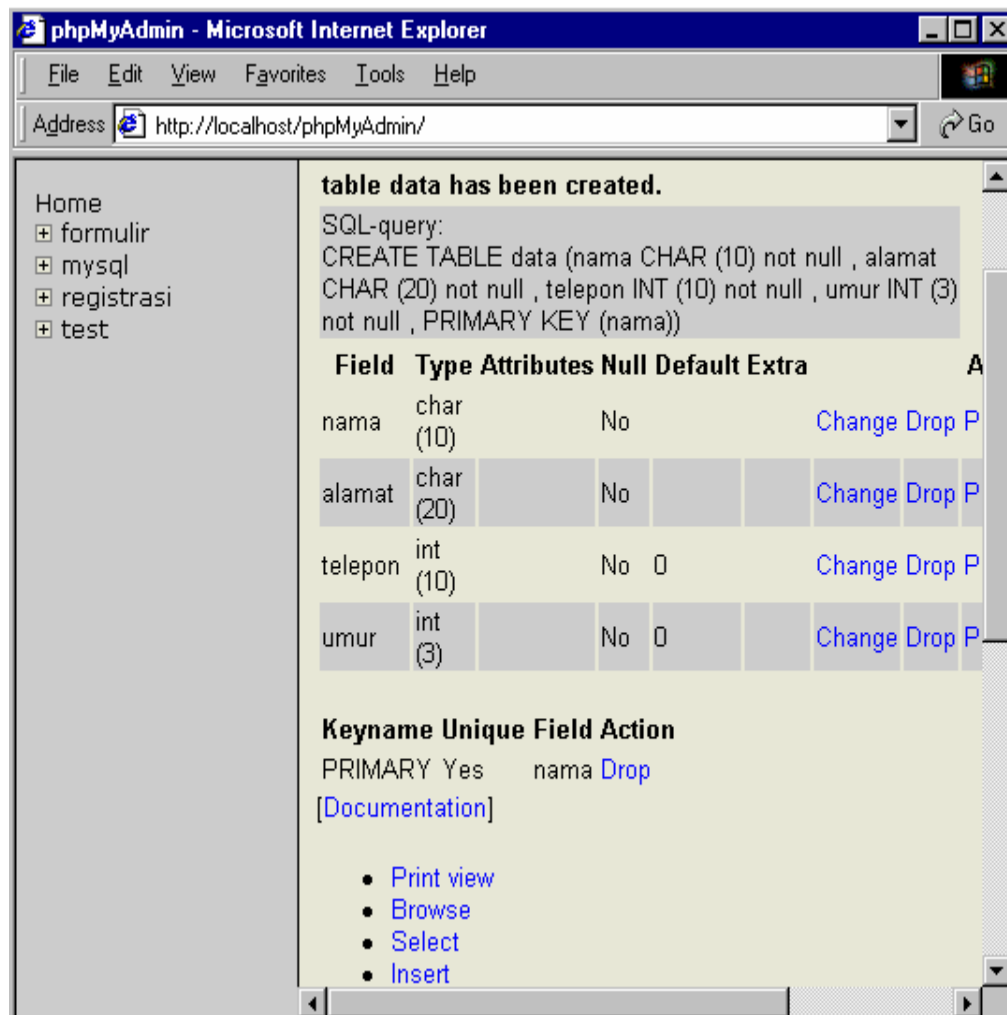 phpMyAdmin - Microsoft Internet Explorer
File Edit View Favorites Tools Help
Address http://localhost/phpMyAdmin/ Go
Home
formulir
mysql
registrasi
test
table data has been created.
SQL-query:
CREATE TABLE data (nama CHAR (10) not null , alamat
CHAR (20) not null , telepon INT (10) not null , umur INT (3)
not null , PRIMARY KEY (nama))
Field Type Attributes Null Default Extra A
nama char (10) No Change Drop P
alamat char (20) No Change Drop P
telepon int (10) No 0 Change Drop P
umur int (3) No 0 Change Drop P
Keyname Unique Field Action
PRIMARY Yes nama Drop
[Documentation]
• Print view
• Browse
• Select
• Insert